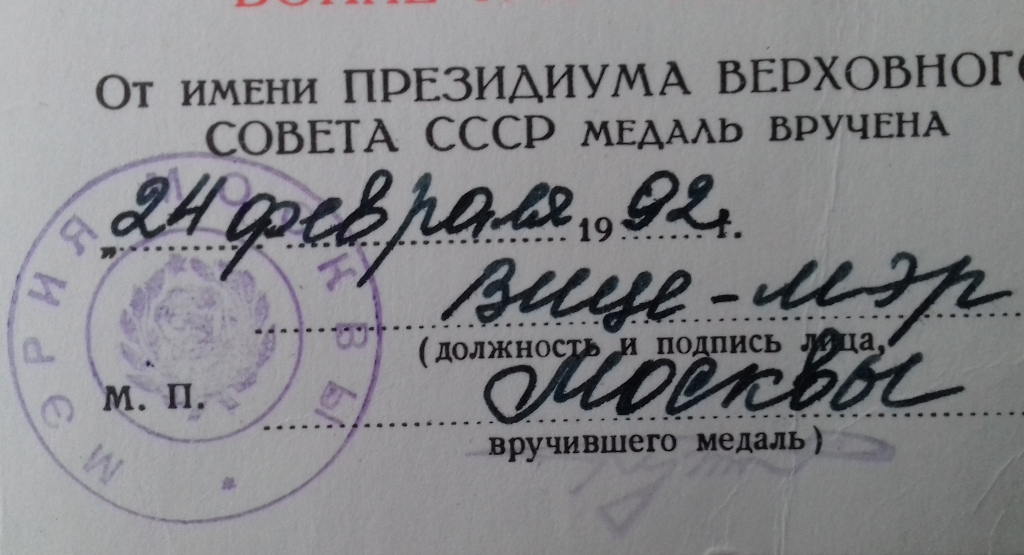 От имени ПРЕЗИДИУМА ВЕРХОВНОГО
СОВЕТА СССР МЕДАЛЬ ВРУЧЕНА
„24 февраля 1992 г.
Вице-мэр
(должность и подпись лица,
Москвы
М. П.
вручившего медаль)
МЭРИЯ МОСКВЫ